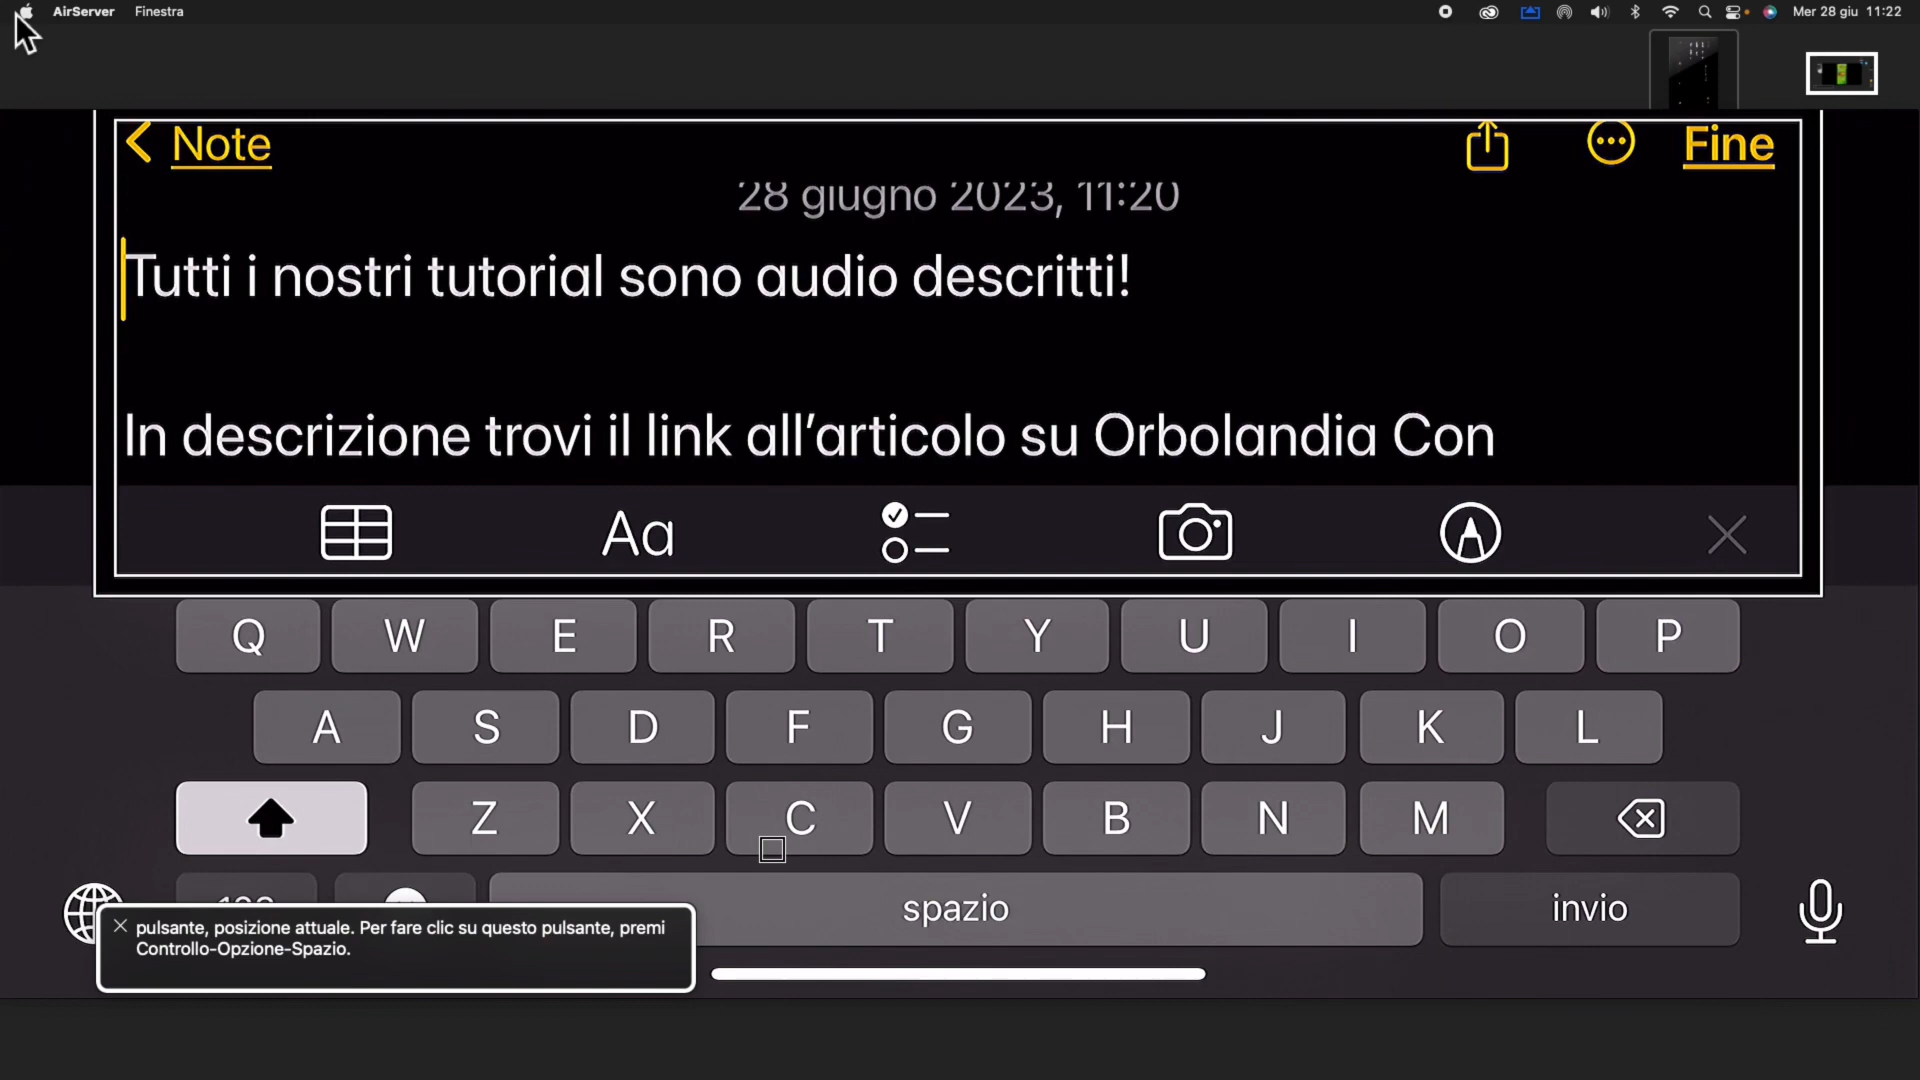 AirServer Finestra Mer 28 giu 11:22
Note Fine
28 giugno 2023, 11:20
Tutti i nostri tutorial sono audio descritti!
In descrizione trovi il link all’articolo su Orbolandia Con
Aa
Q W E R T Y U I O P
A S D F G H J K L
Z X C V B N M
spazio invio
pulsante, posizione attuale. Per fare clic su questo pulsante, premi
Controllo-Opzione-Spazio.